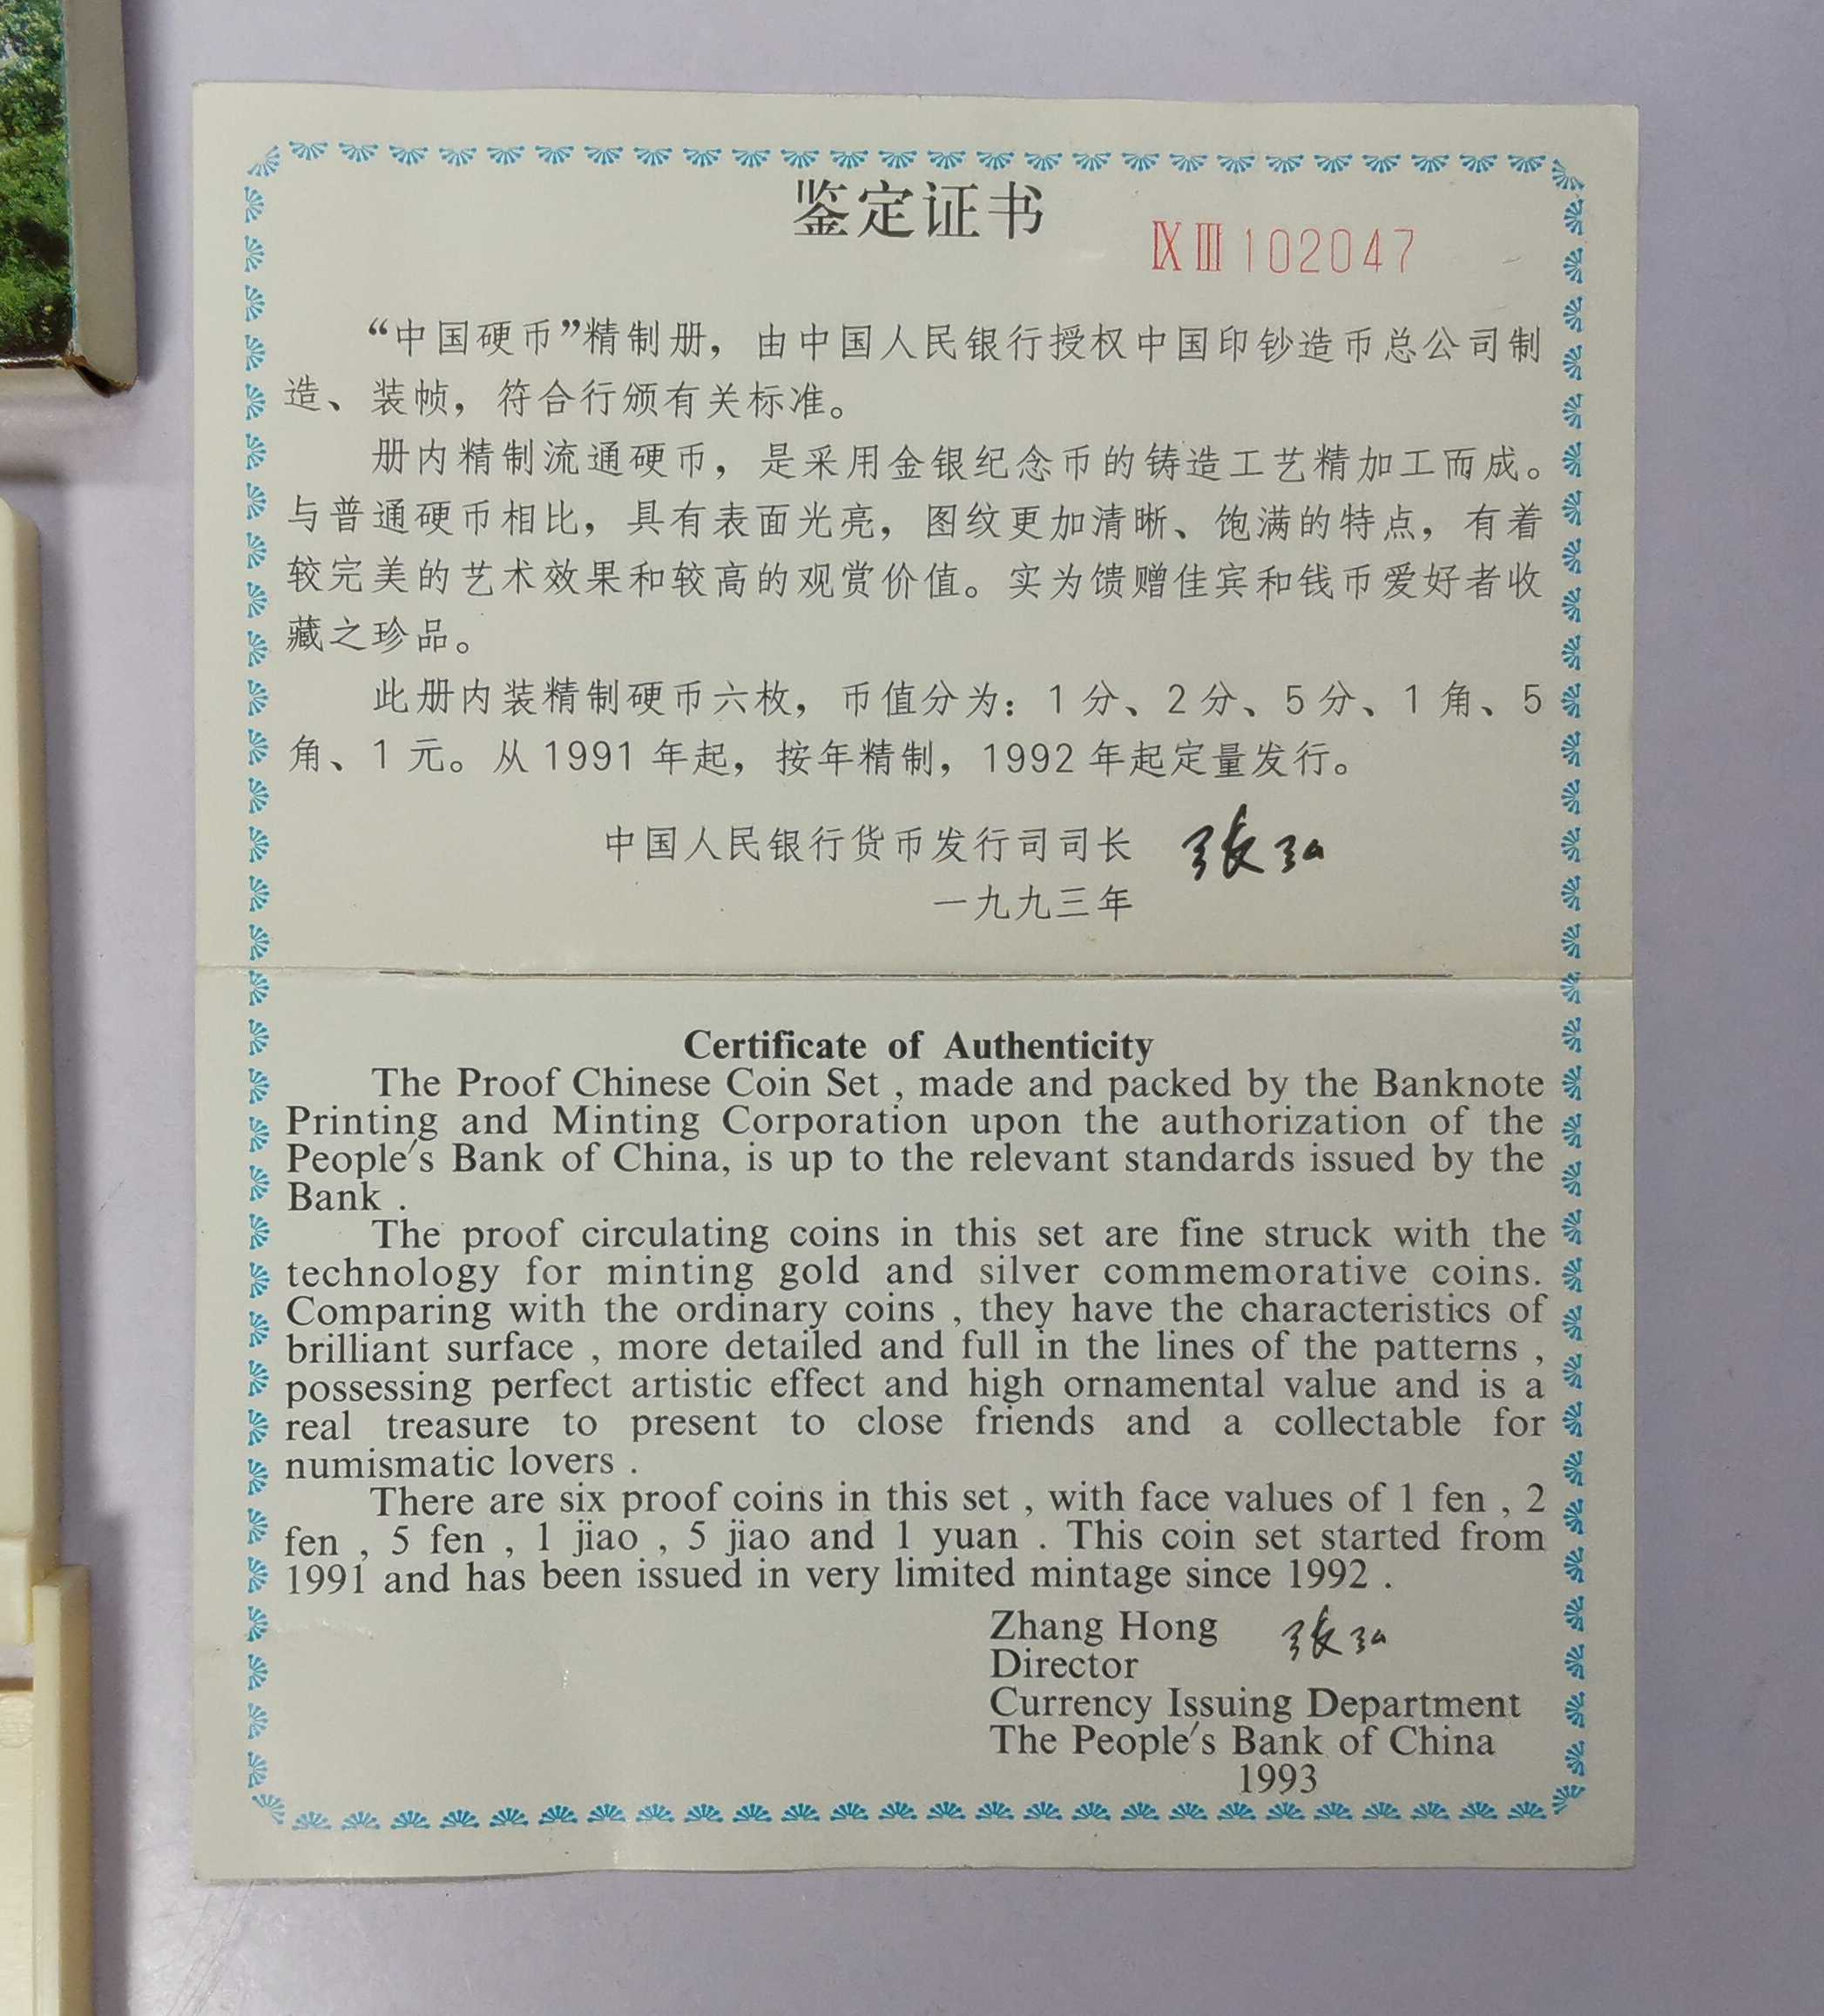 鉴定证书
ⅨⅢ102047
“中国硬币”精制册，由中国人民银行授权中国印钞造币总公司制
造、装帧，符合行颁有关标准。
册内精制流通硬币，是采用金银纪念币的铸造工艺精加工而成。
与普通硬币相比，具有表面光亮，图纹更加清晰、饱满的特点，有着
较完美的艺术效果和较高的观赏价值。实为馈赠佳宾和钱币爱好者收
藏之珍品。
此册内装精制硬币六枚，币值分为：1分、2分、5分、1角、5
角、1元。从1991年起，按年精制，1992年起定量发行。
中国人民银行货币发行司司长 张弘
一九九三年
Certificate of Authenticity
The Proof Chinese Coin Set , made and packed by the Banknote
Printing and Minting Corporation upon the authorization of the
People's Bank of China, is up to the relevant standards issued by the
Bank .
The proof circulating coins in this set are fine struck with the
technology for minting gold and silver commemorative coins.
Comparing with the ordinary coins , they have the characteristics of
brilliant surface , more detailed and full in the lines of the patterns ,
possessing perfect artistic effect and high ornamental value and is a
real treasure to present to close friends and a collectable for
numismatic lovers .
There are six proof coins in this set , with face values of 1 fen , 2
fen , 5 fen , 1 jiao , 5 jiao and 1 yuan . This coin set started from
1991 and has been issued in very limited mintage since 1992 .
Zhang Hong 张弘
Director
Currency Issuing Department
The People's Bank of China
1993